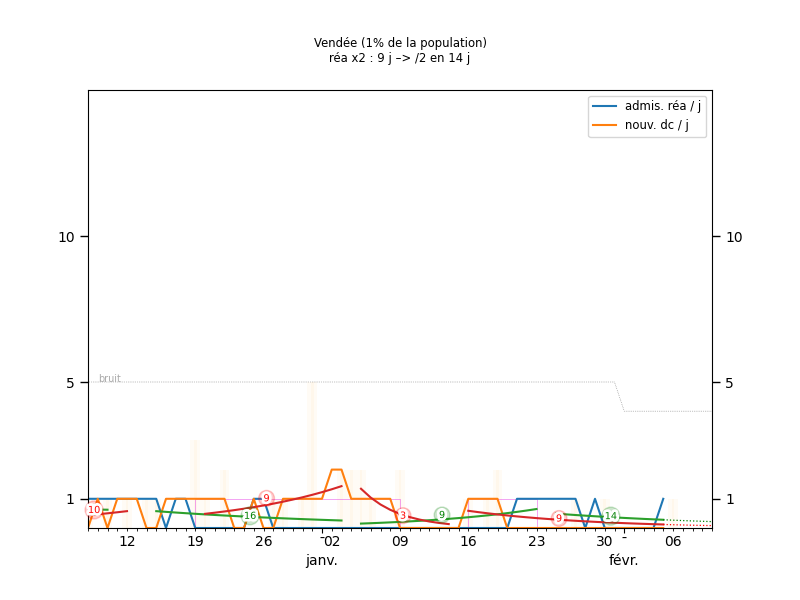 Vendée (1% de la population)
réa x2 : 9 j –> /2 en 14 j
admis. réa / j
nouv. dc / j
10 10
bruit
5 5
1 1
10 16 9 3 9 9 14
12 19 26 02 09 16 23 30 06
janv. févr.